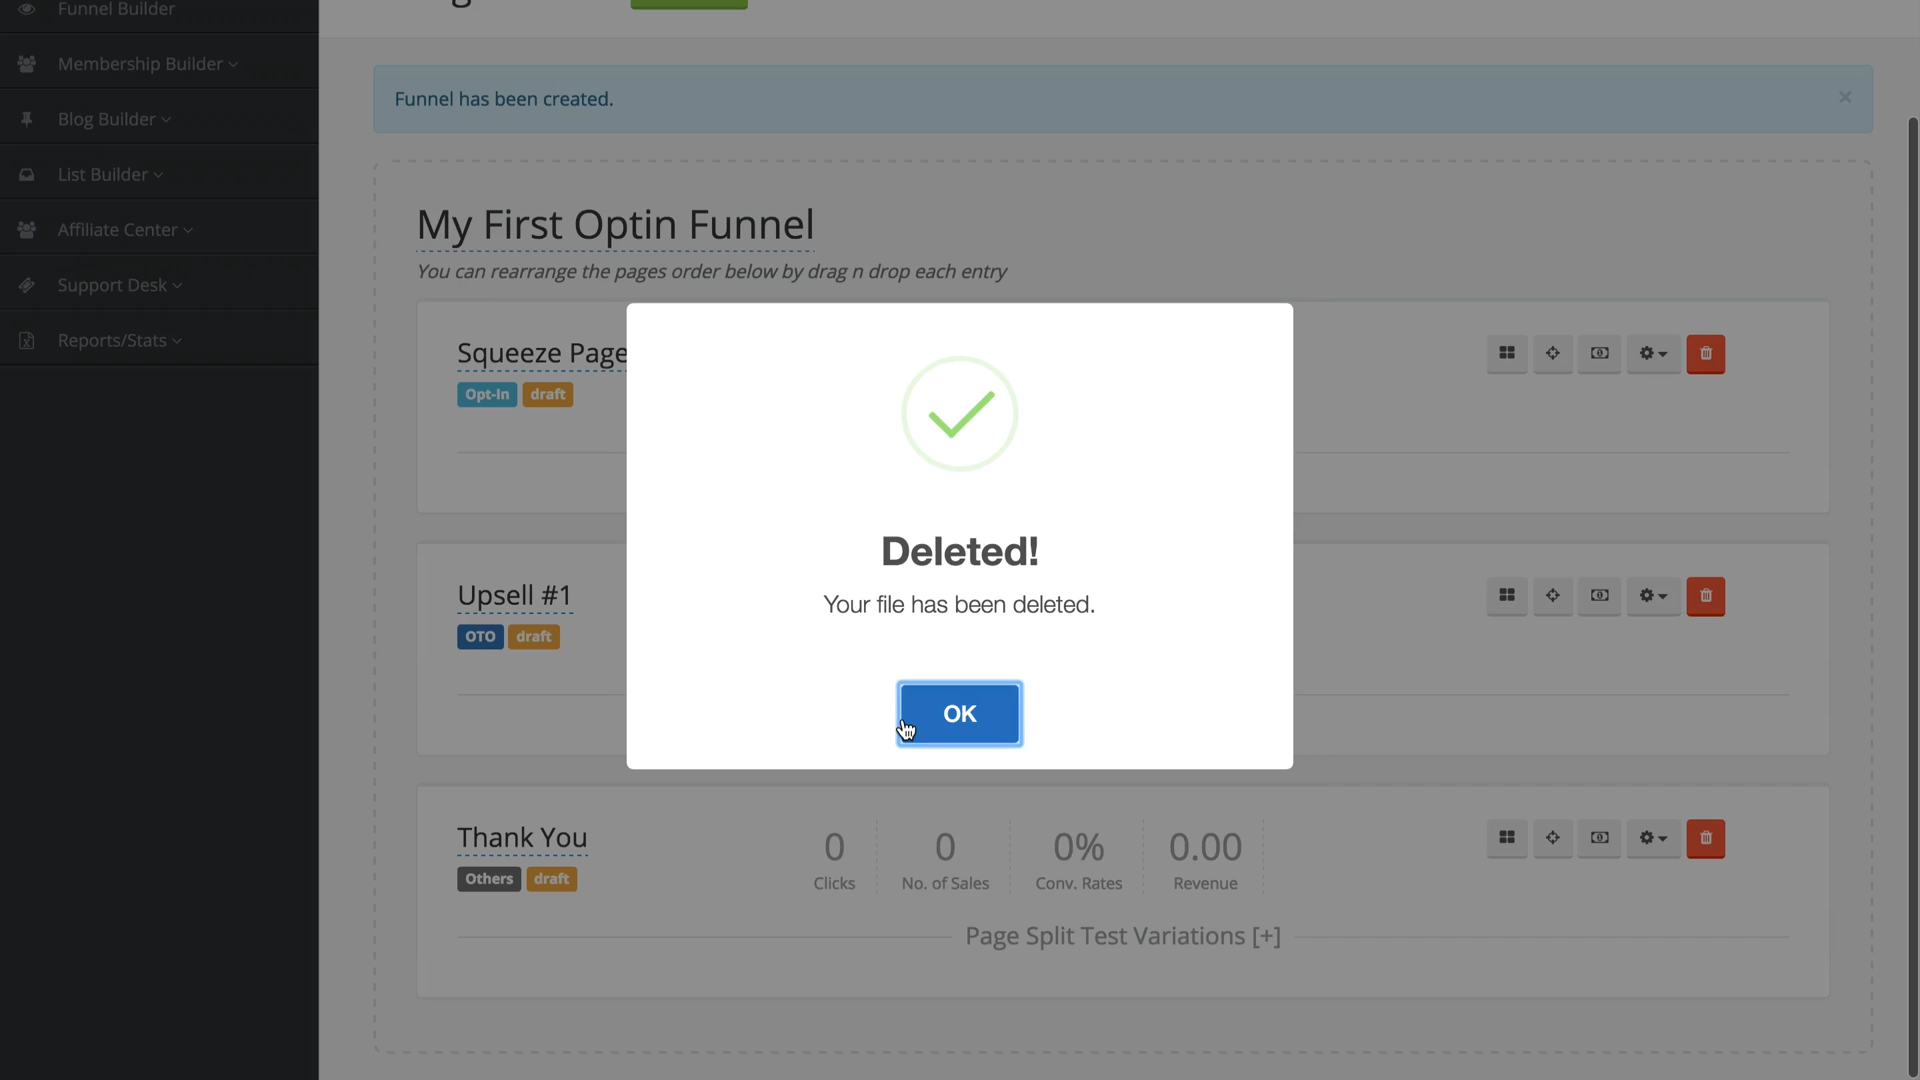 Funnel Builder
Membership Builder
Blog Builder
List Builder
Affiliate Center
Support Desk
Reports/Stats
Funnel has been created.
×
My First Optin Funnel
You can rearrange the pages order below by drag n drop each entry
Squeeze Page
Opt-In draft
Deleted!
Your file has been deleted.
OK
Upsell #1
OTO draft
Thank You
Others draft
0 0 0% 0.00
Clicks No. of Sales Conv. Rates Revenue
Page Split Test Variations [+]